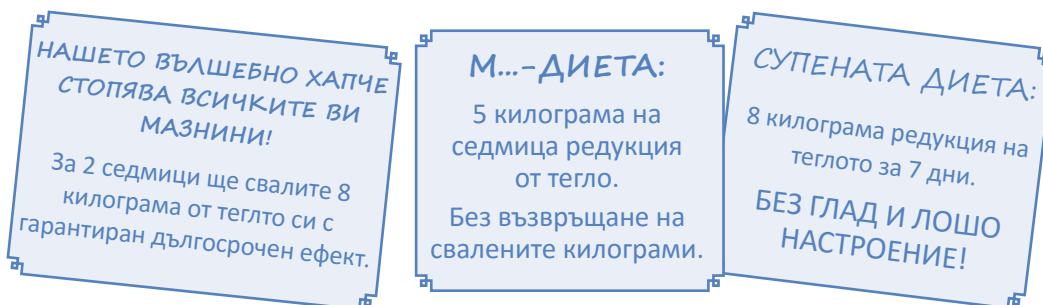 НАШЕТО ВЪЛШЕБНО ХАПЧЕ
СТОПЯВА ВСИЧКИТЕ ВИ
МАЗНИНИ!
За 2 седмици ще свалите 8
килограма от теглто си с
гарантиран дългосрочен ефект.
М...-ДИЕТА:
5 килограма на
седмица редукция
от тегло.
Без възвръщане на
свалените килограми.
СУПЕНАТА ДИЕТА:
8 килограма редукция на
теглото за 7 дни.
БЕЗ ГЛАД И ЛОШО
НАСТРОЕНИЕ!